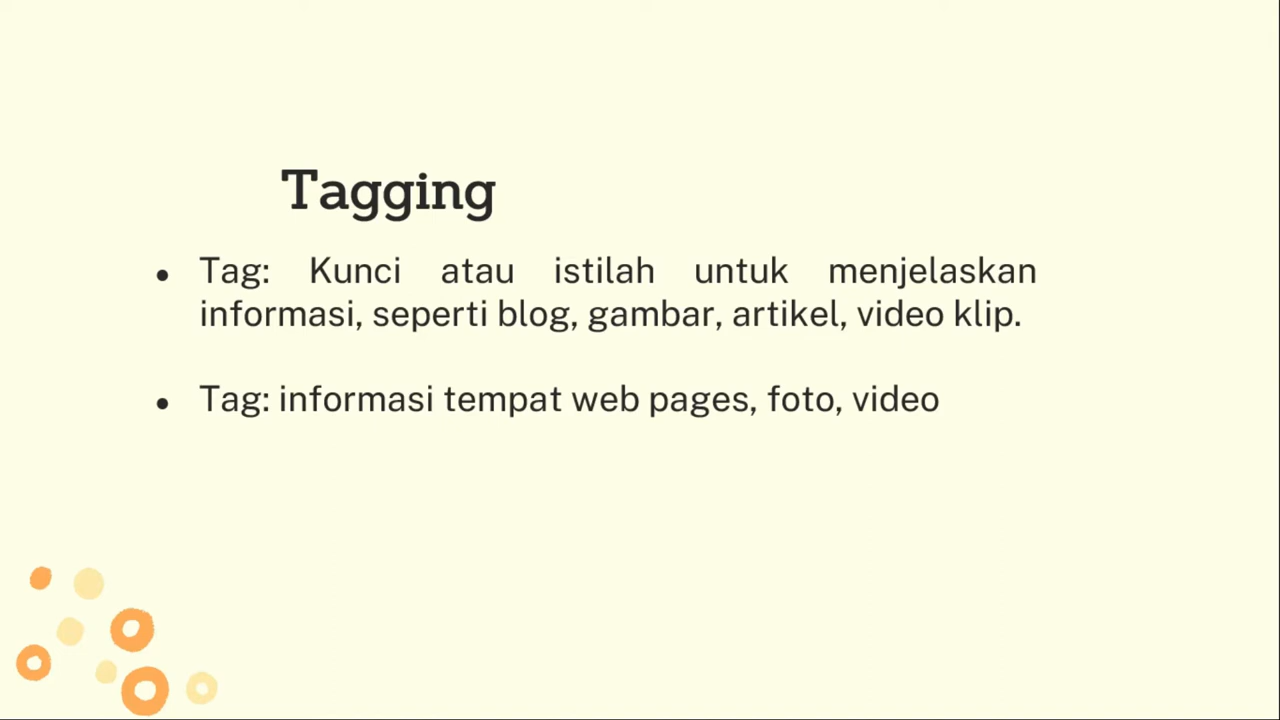 Tagging
• Tag: Kunci atau istilah untuk menjelaskan
informasi, seperti blog, gambar, artikel, video klip.
• Tag: informasi tempat web pages, foto, video